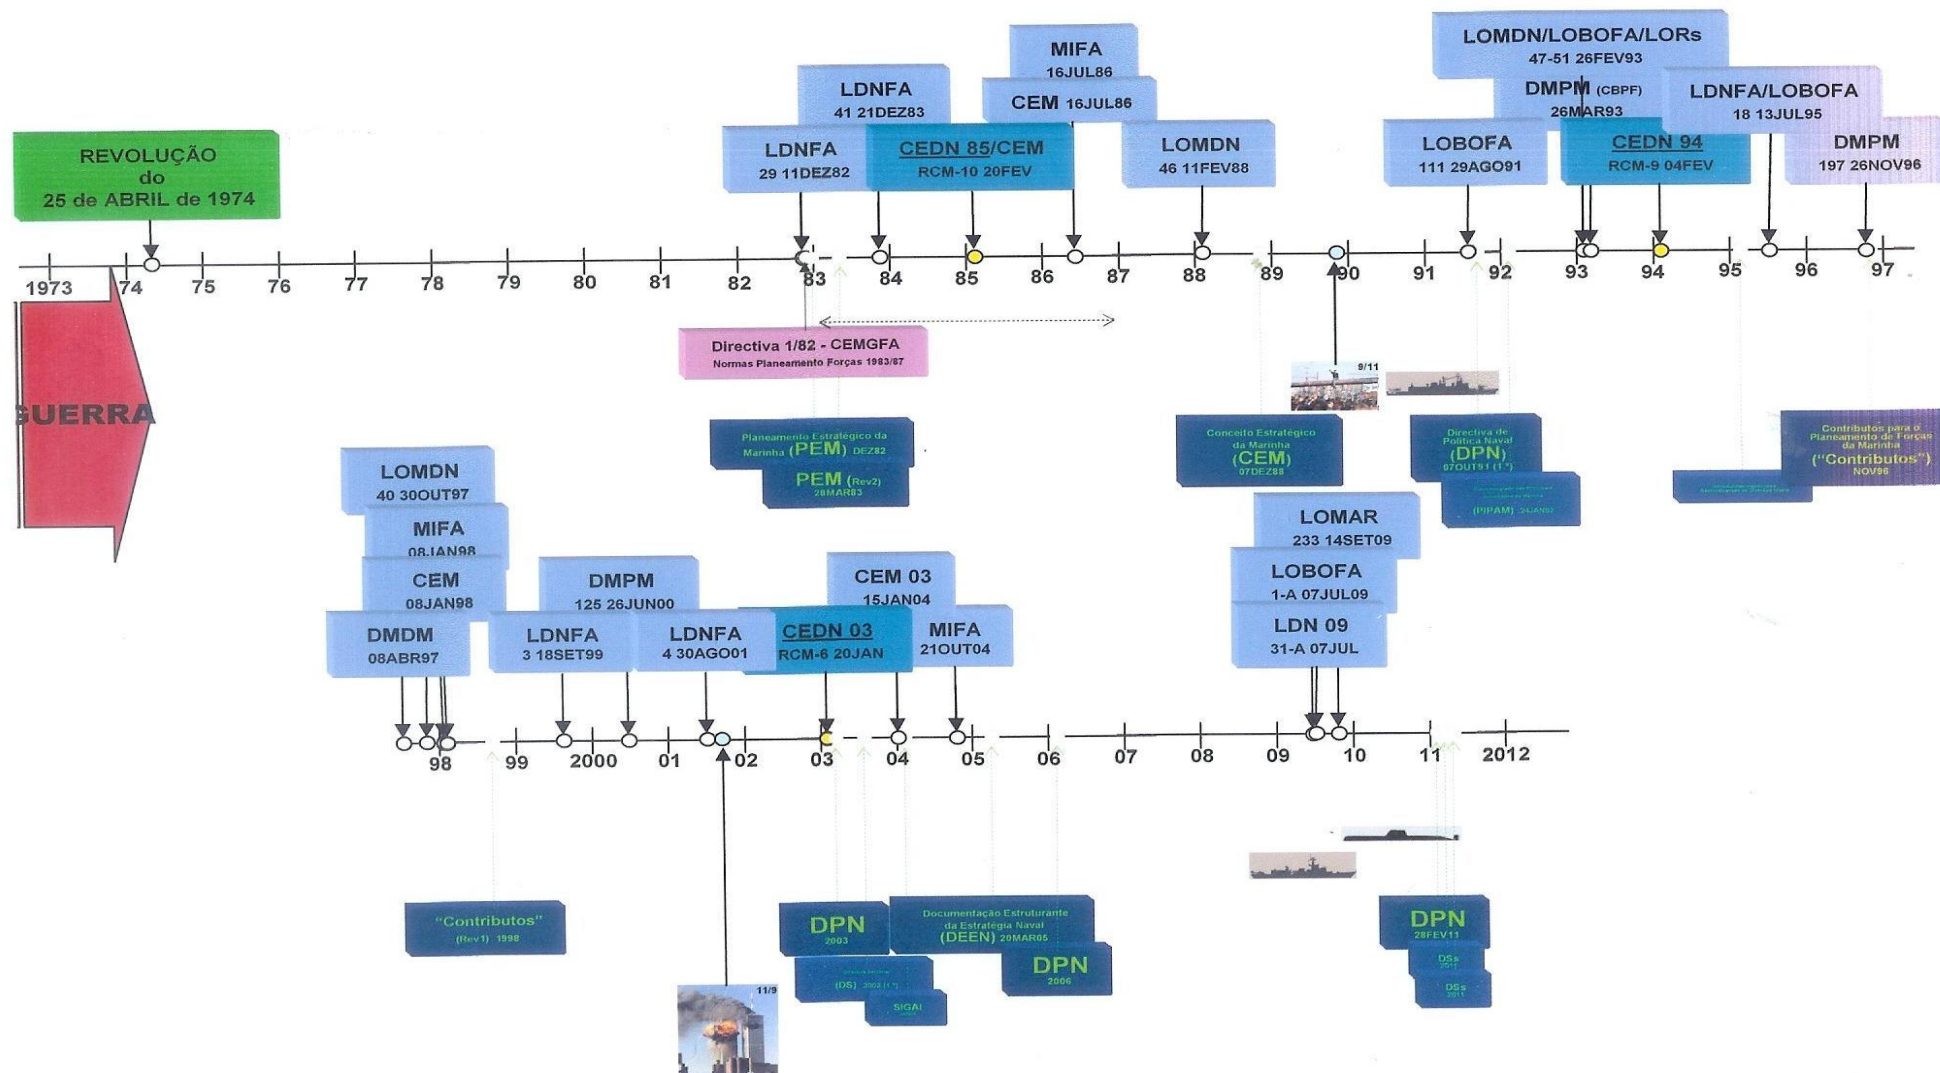 REVOLUÇÃO
do
25 de ABRIL de 1974
LDNFA
29 11DEZ82
LDNFA
41 21DEZ83
CEDN 85/CEM
RCM-10 20FEV
MIFA
16JUL86
CEM 16JUL86
LOMDN
46 11FEV88
LOBOFA
111 29AGO91
LOMDN/LOBOFA/LORs
47-51 26FEV93
DMPM (CBPF)
26MAR93
CEDN 94
RCM-9 04FEV
LDNFA/LOBOFA
18 13JUL95
DMPM
197 26NOV96
1973 74 75 76 77 78 79 80 81 82 83 84 85 86 87 88 89 90 91 92 93 94 95 96 97
GUERRA
Directiva 1/82 - CEMGFA
Normas Planeamento Forças 1983/87
9/11
Planeamento Estratégico da
Marinha (PEM) DEZ82
PEM (Rev2)
28MAR83
Conceito Estratégico
da Marinha
(CEM)
07DEZ88
Directiva de
Política Naval
(DPN)
07OUT91 (1.ª)
(PIPAM) 24JAN92
Contributos para o
Planeamento de Forças
da Marinha
("Contributos")
NOV96
LOMDN
40 30OUT97
MIFA
08JAN98
CEM
08JAN98
DMDM
08ABR97
LDNFA
3 18SET99
DMPM
125 26JUN00
LDNFA
4 30AGO01
CEDN 03
RCM-6 20JAN
CEM 03
15JAN04
MIFA
21OUT04
LOMAR
233 14SET09
LOBOFA
1-A 07JUL09
LDN 09
31-A 07JUL
98 99 2000 01 02 03 04 05 06 07 08 09 10 11 2012
"Contributos"
(Rev1) 1998
11/9
DPN
2003
(DS)
SIGAI
Documentação Estruturante
da Estratégia Naval
(DEEN) 20MAR05
DPN
2006
DPN
28FEV11
DSs
2011
DSs
2011